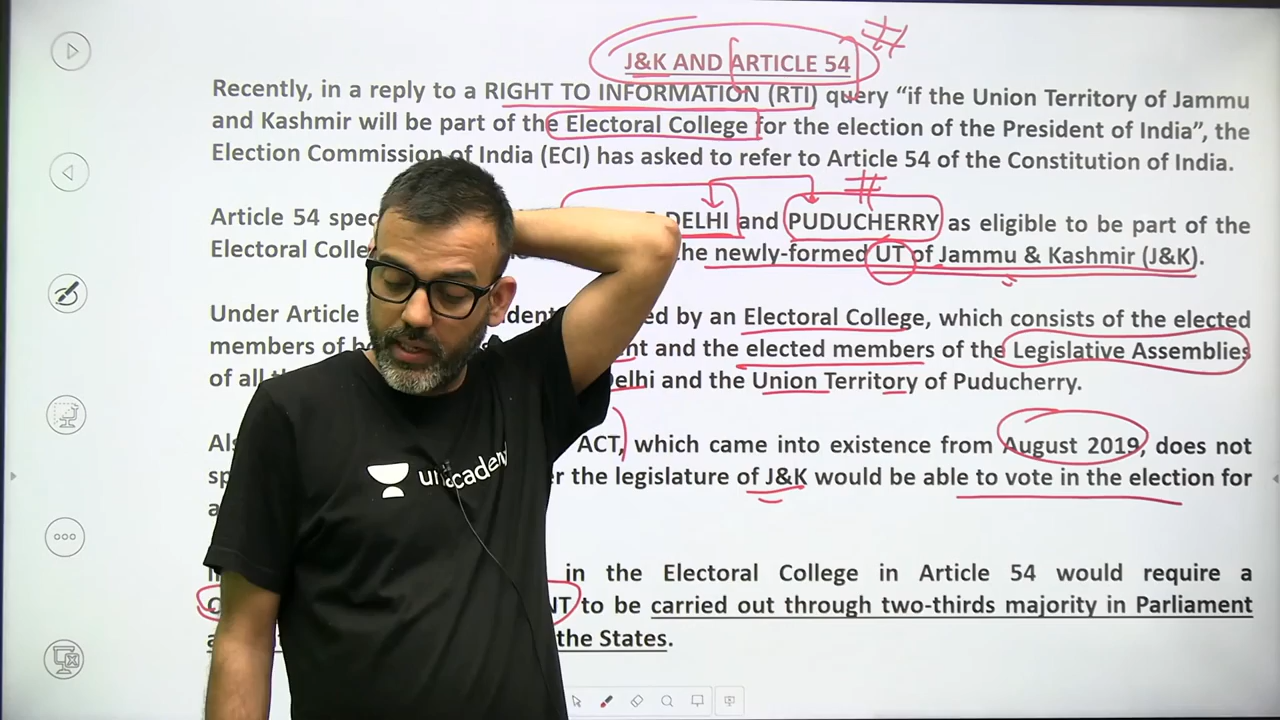 J&K AND ARTICLE 54
Recently, in a reply to a RIGHT TO INFORMATION (RTI) query “if the Union Territory of Jammu
and Kashmir will be part of the Electoral College for the election of the President of India”, the
Election Commission of India (ECI) has asked to refer to Article 54 of the Constitution of India.
Article 54 DELHI and PUDUCHERRY as eligible to be part of the
Electoral the newly-formed UT of Jammu & Kashmir (J&K).
Under Article by an Electoral College, which consists of the elected
members of and the elected members of the Legislative Assemblies
of all Delhi and the Union Territory of Puducherry.
ACT, which came into existence from August 2019, does not
the legislature of J&K would be able to vote in the election for
unacademy
in the Electoral College in Article 54 would require a
to be carried out through two-thirds majority in Parliament
the States.